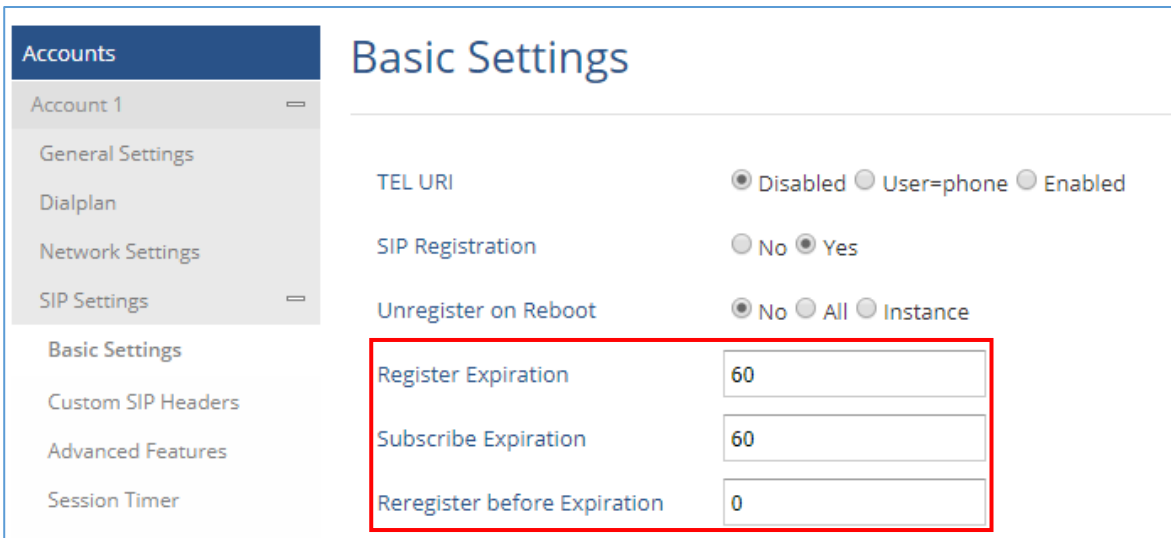 Accounts
Account 1
General Settings
Dialplan
Network Settings
SIP Settings
Basic Settings
Custom SIP Headers
Advanced Features
Session Timer
Basic Settings
TEL URI Disabled User=phone Enabled
SIP Registration No Yes
Unregister on Reboot No All Instance
Register Expiration 60
Subscribe Expiration 60
Reregister before Expiration 0